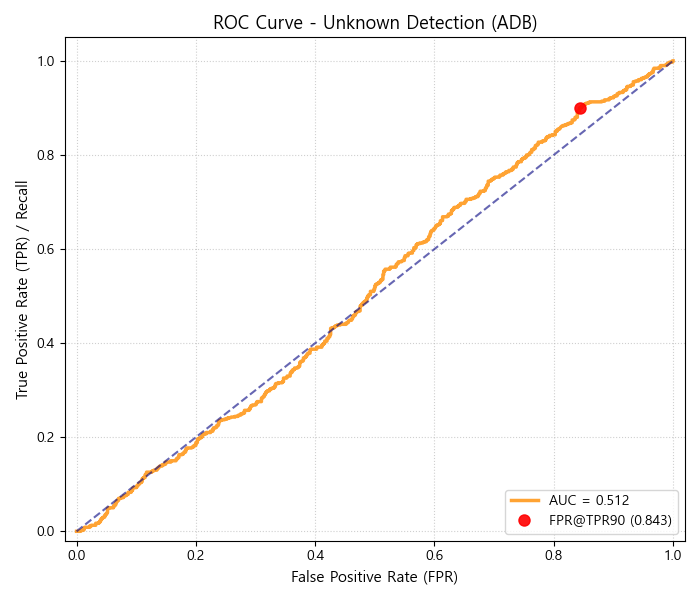 ROC Curve - Unknown Detection (ADB)
True Positive Rate (TPR) / Recall
1.0
0.8
0.6
0.4
0.2
0.0
0.0 0.2 0.4 0.6 0.8 1.0
False Positive Rate (FPR)
AUC = 0.512
FPR@TPR90 (0.843)